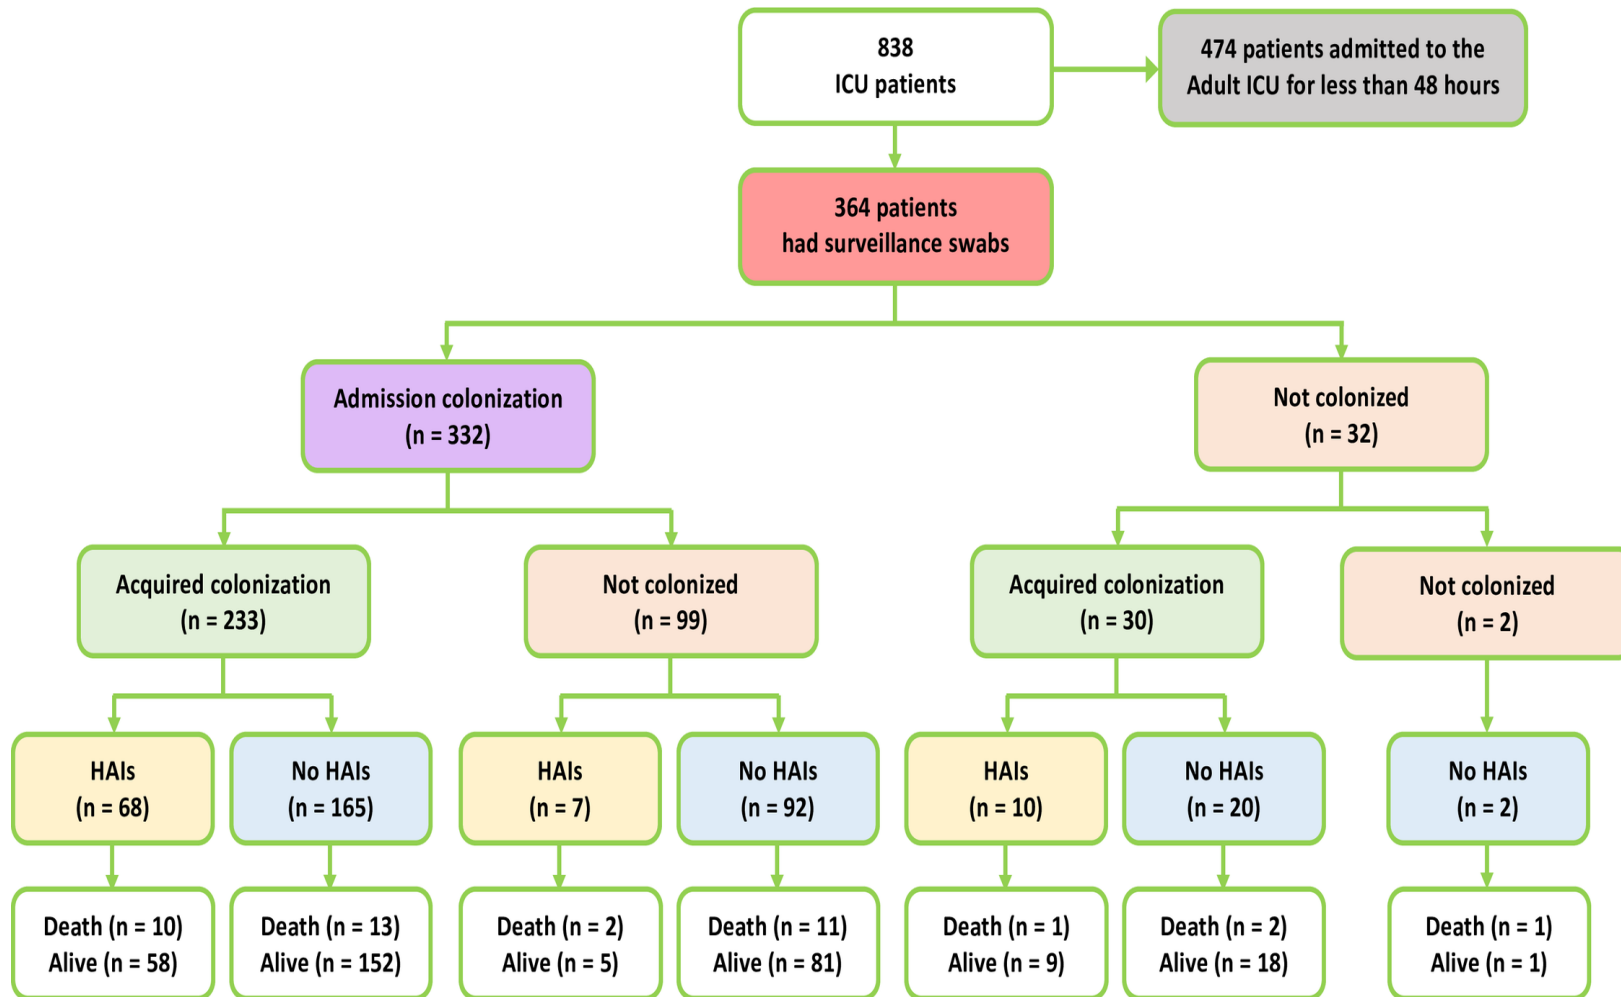 838
ICU patients
474 patients admitted to the
Adult ICU for less than 48 hours
364 patients
had surveillance swabs
Admission colonization
(n = 332)
Not colonized
(n = 32)
Acquired colonization
(n = 233)
Not colonized
(n = 99)
Acquired colonization
(n = 30)
Not colonized
(n = 2)
HAIs
(n = 68)
No HAIs
(n = 165)
HAIs
(n = 7)
No HAIs
(n = 92)
HAIs
(n = 10)
No HAIs
(n = 20)
No HAIs
(n = 2)
Death (n = 10)
Alive (n = 58)
Death (n = 13)
Alive (n = 152)
Death (n = 2)
Alive (n = 5)
Death (n = 11)
Alive (n = 81)
Death (n = 1)
Alive (n = 9)
Death (n = 2)
Alive (n = 18)
Death (n = 1)
Alive (n = 1)